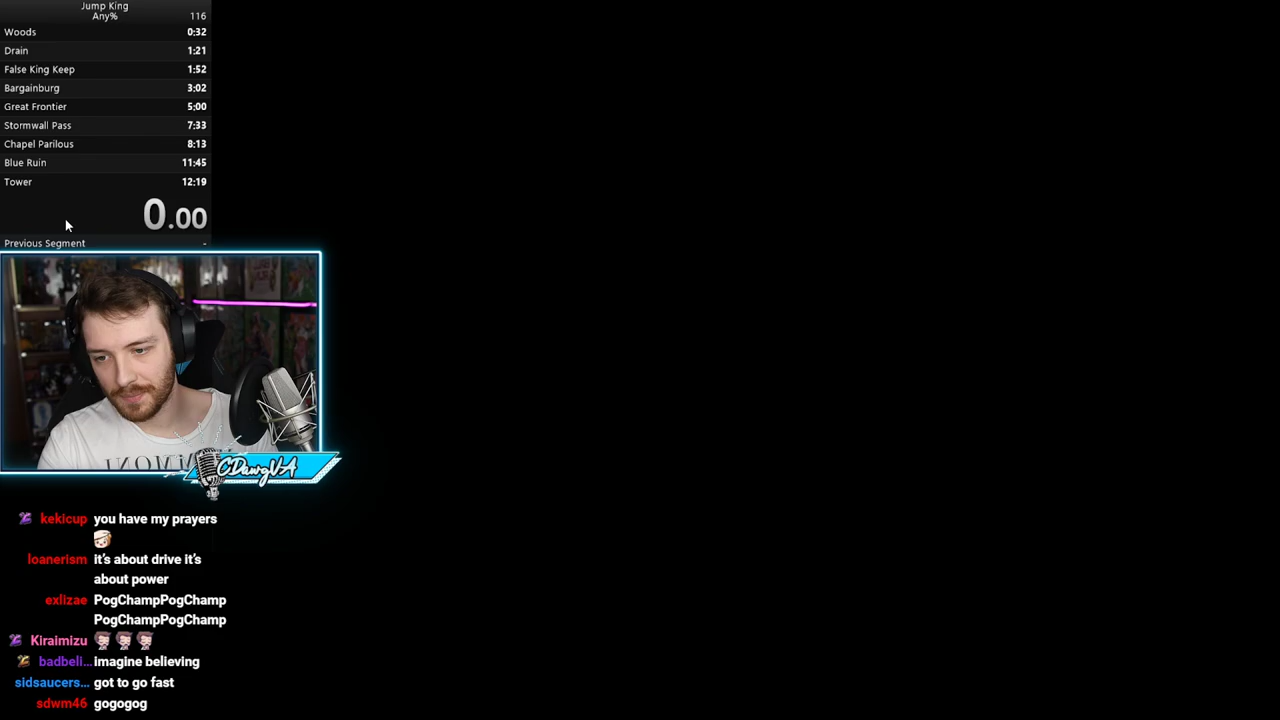 Jump King
Any% 116
Woods 0:32
Drain 1:21
False King Keep 1:52
Bargainburg 3:02
Great Frontier 5:00
Stormwall Pass 7:33
Chapel Parilous 8:13
Blue Ruin 11:45
Tower 12:19
0.00
Previous Segment -
CDawgVA
kekicup you have my prayers
loanerism it's about drive it's
about power
exlizae PogChampPogChamp
PogChampPogChamp
Kiraimizu
badbeli... imagine believing
sidsaucers... got to go fast
sdwm46 gogogog